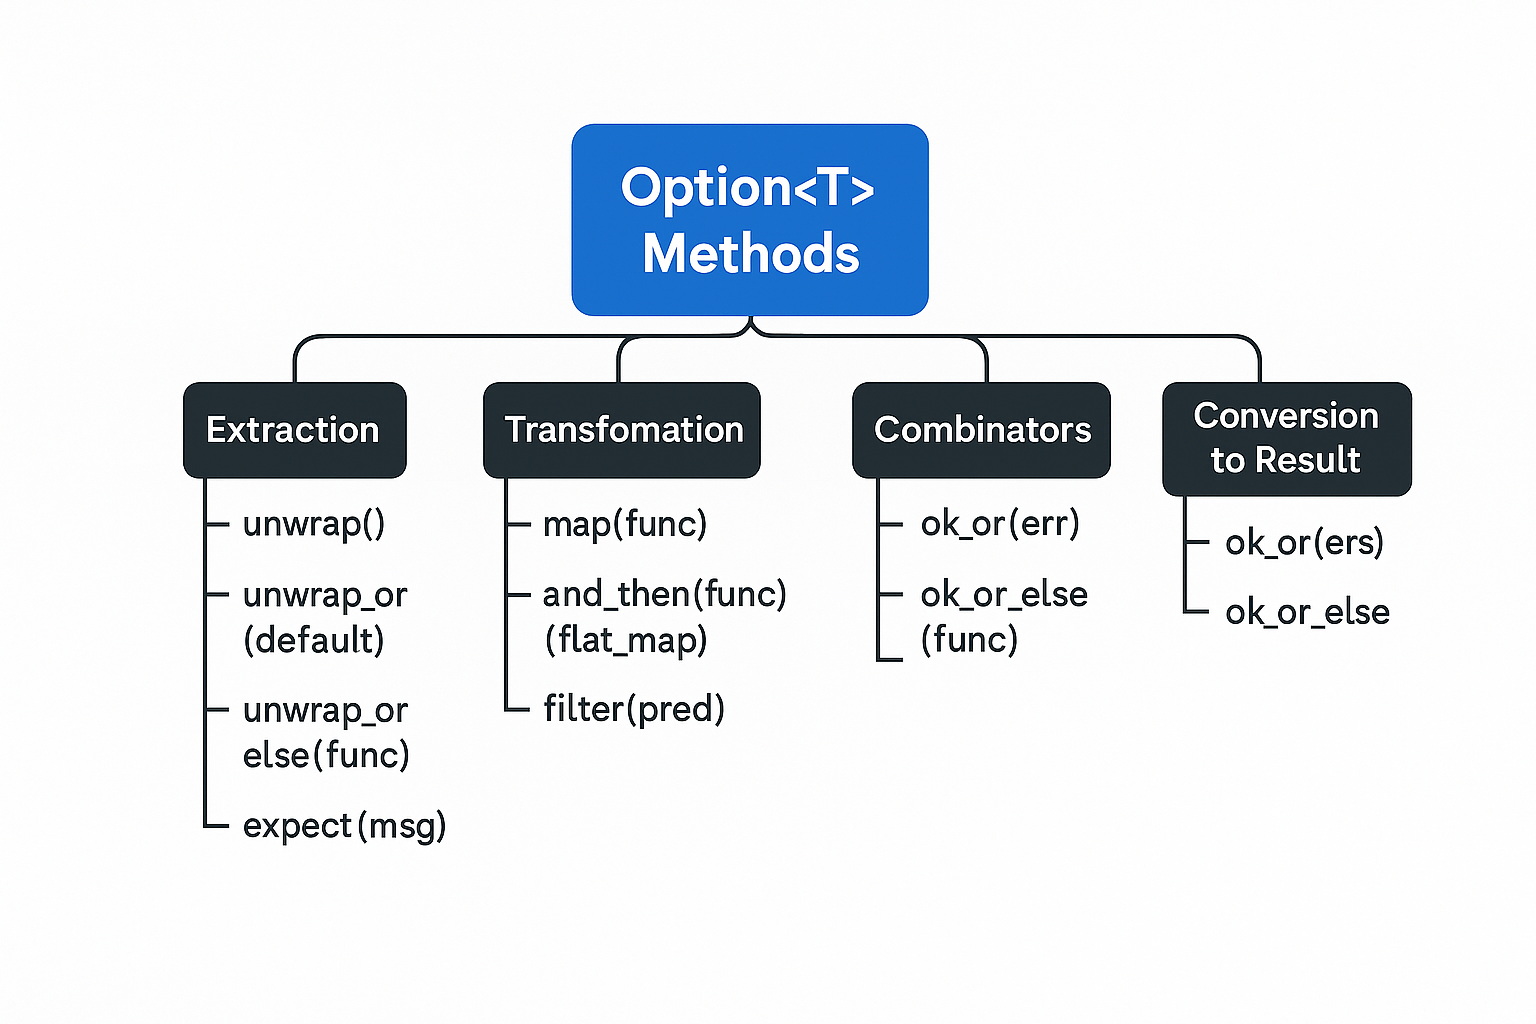 Option<T>
Methods
Extraction
unwrap()
unwrap_or
(default)
unwrap_or
else(func)
expect(msg)
Transfomation
map(func)
and_then(func)
(flat_map)
filter(pred)
Combinators
ok_or(err)
ok_or_else
(func)
Conversion
to Result
ok_or(ers)
ok_or_else